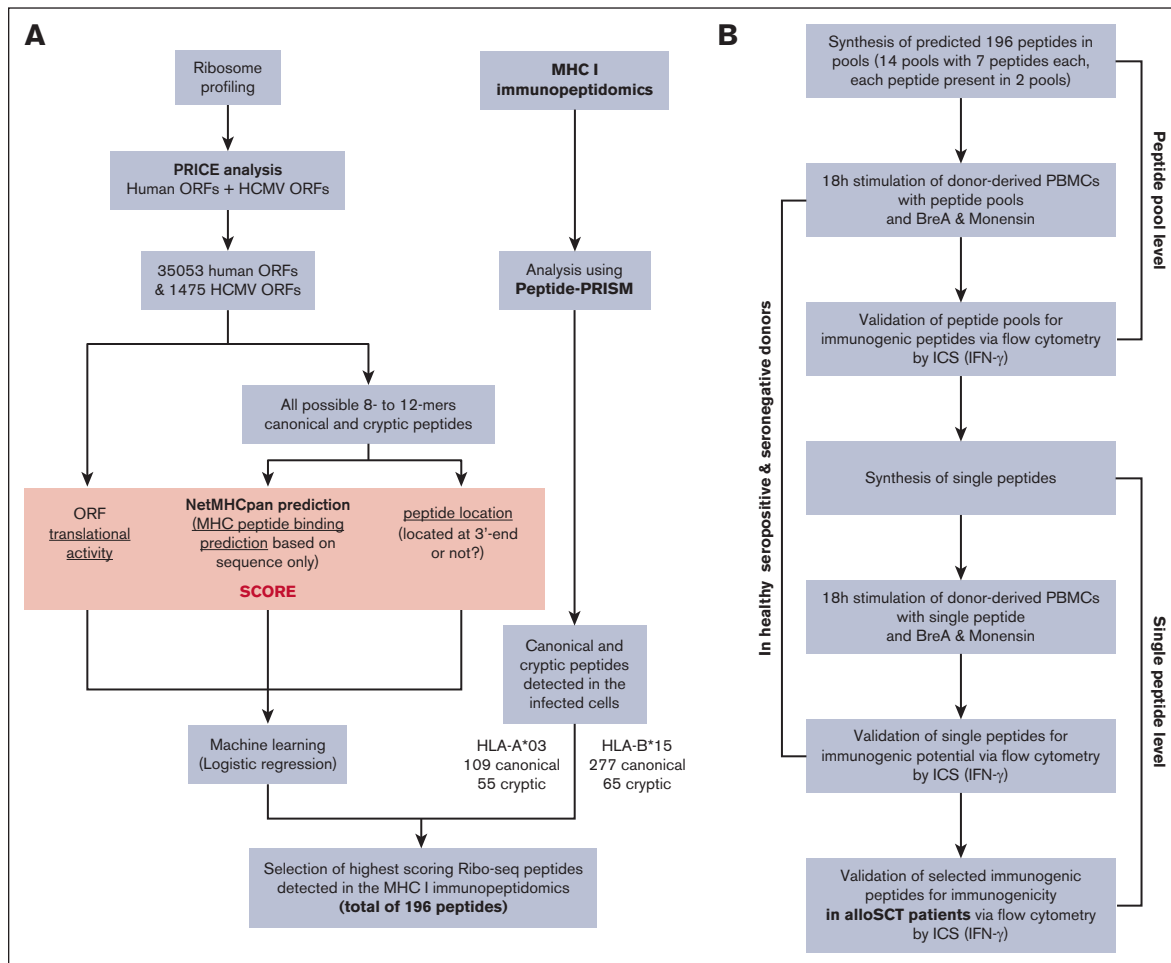 A
Ribosome
profiling
PRICE analysis
Human ORFs + HCMV ORFs
35053 human ORFs
& 1475 HCMV ORFs
All possible 8- to 12-mers
canonical and cryptic peptides
ORF
translational
activity
NetMHCpan prediction
(MHC peptide binding
prediction based on
sequence only)
SCORE
peptide location
(located at 3'-end
or not?)
Machine learning
(Logistic regression)
MHC I
immunopeptidomics
Analysis using
Peptide-PRISM
Canonical and
cryptic peptides
detected in the
infected cells
HLA-A*03
109 canonical
55 cryptic
HLA-B*15
277 canonical
65 cryptic
Selection of highest scoring Ribo-seq peptides
detected in the MHC I immunopeptidomics
(total of 196 peptides)
B
Synthesis of predicted 196 peptides in
pools (14 pools with 7 peptides each,
each peptide present in 2 pools)
18h stimulation of donor-derived PBMCs
with peptide pools
and BreA & Monensin
Validation of peptide pools for
immunogenic peptides via flow cytometry
by ICS (IFN-γ)
Synthesis of single peptides
18h stimulation of donor-derived PBMCs
with single peptide
and BreA & Monensin
Validation of single peptides for
immunogenic potential via flow cytometry
by ICS (IFN-γ)
Validation of selected immunogenic
peptides for immunogenicity
in alloSCT patients via flow cytometry
by ICS (IFN-γ)
In healthy seropositive & seronegative donors
Peptide pool level
Single peptide level